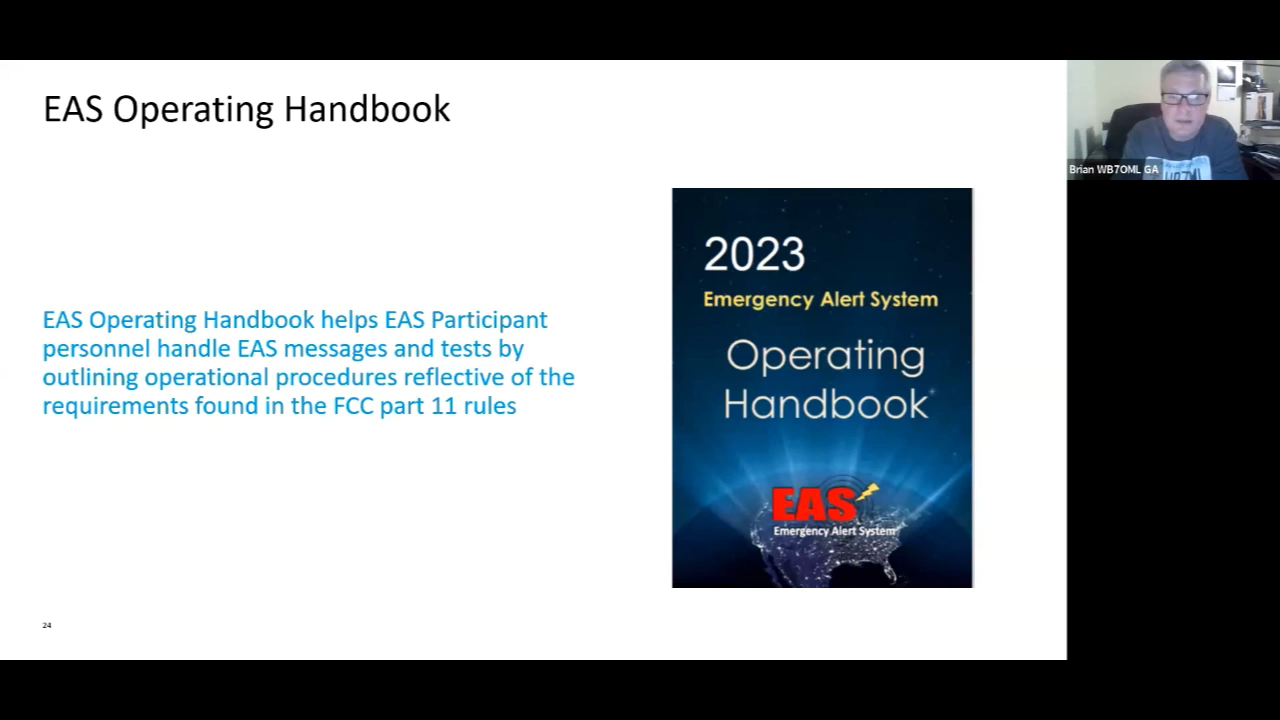 EAS Operating Handbook
EAS Operating Handbook helps EAS Participant
personnel handle EAS messages and tests by
outlining operational procedures reflective of the
requirements found in the FCC part 11 rules
2023
Emergency Alert System
Operating
Handbook
EAS
Emergency Alert System
24
Brian WB7OML GA